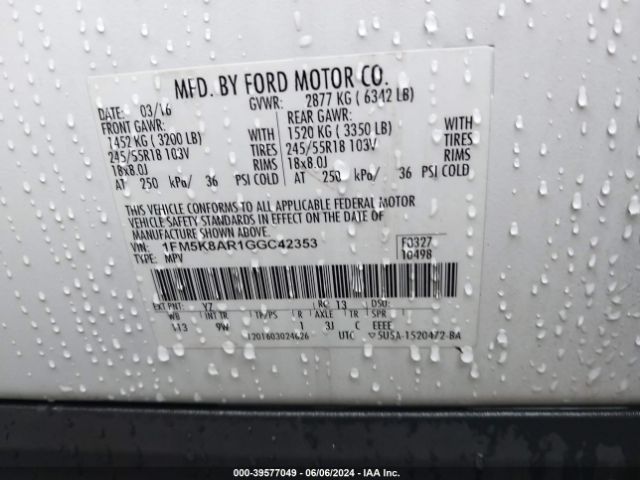 MFD. BY FORD MOTOR CO.
DATE: 03/16 GVWR: 2877 KG ( 6342 LB)
FRONT GAWR: REAR GAWR:
1452 KG ( 3200 LB) 1520 KG ( 3350 LB) WITH
245/55R18 103V TIRES 245/55R18 103V TIRES
18x8.0J RIMS 18x8.0J RIMS
AT 250 kPa/ 36 PSI COLD AT 250 kPa/ 36 PSI COLD
THIS VEHICLE CONFORMS TO ALL APPLICABLE FEDERAL MOTOR
VEHICLE SAFETY STANDARDS IN EFFECT ON THE DATE OF
MANUFACTURE SHOWN ABOVE.
VIN: 1FM5K8AR1GGC42353 F0327
TYPE: MPV 10498
EXT PNT: YZ RC: 13 DSO:
WB INT TR TP/PS R AXLE TR SPR
113 9W 1 3J C EEEE
1201603024626 UTC 5U5A-1520472-BA
000-39577049 - 06/06/2024 - IAA Inc.